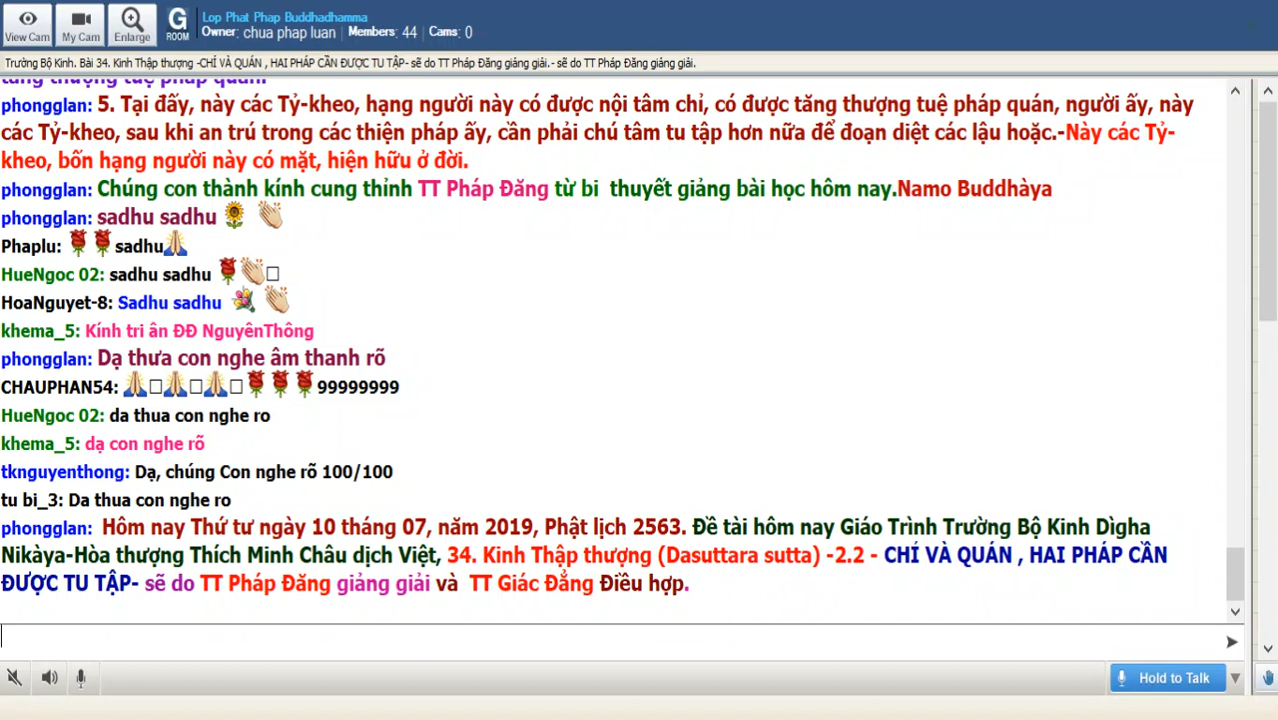 View Cam
My Cam
Enlarge
G
ROOM
Lop Phat Phap Buddhadhamma
Owner: chua phap luan | Members: 44 | Cams: 0
Trường Bộ Kinh. Bài 34. Kinh Thập thượng -CHỈ VÀ QUÁN , HAI PHÁP CẦN ĐƯỢC TU TẬP- sẽ do TT Pháp Đăng giảng giải.- sẽ do TT Pháp Đăng giảng giải.
tăng thượng tuệ pháp quán.
phongglan: 5. Tại đấy, này các Tỷ-kheo, hạng người này có được nội tâm chỉ, có được tăng thượng tuệ pháp quán, người ấy, này
các Tỷ-kheo, sau khi an trú trong các thiện pháp ấy, cần phải chú tâm tu tập hơn nữa để đoạn diệt các lậu hoặc.-Này các Tỷ-
kheo, bốn hạng người này có mặt, hiện hữu ở đời.
phongglan: Chúng con thành kính cung thỉnh TT Pháp Đăng từ bi thuyết giảng bài học hôm nay.Namo Buddhàya
phongglan: sadhu sadhu 🌻 👏
Phaplu: 🌹🌹sadhu🙏
HueNgoc 02: sadhu sadhu 🌹👏□
HoaNguyet-8: Sadhu sadhu 💐 👏
khema_5: Kính tri ân ĐĐ NguyênThông
phongglan: Dạ thưa con nghe âm thanh rõ
CHAUPHAN54: 🙏□🙏□🙏□🌹🌹🌹99999999
HueNgoc 02: da thua con nghe ro
khema_5: dạ con nghe rõ
tknguyenthong: Dạ, chúng Con nghe rõ 100/100
tu bi_3: Da thua con nghe ro
phongglan: Hôm nay Thứ tư ngày 10 tháng 07, năm 2019, Phật lịch 2563. Đề tài hôm nay Giáo Trình Trường Bộ Kinh Dìgha
Nikàya-Hòa thượng Thích Minh Châu dịch Việt, 34. Kinh Thập thượng (Dasuttara sutta) -2.2 - CHỈ VÀ QUÁN , HAI PHÁP CẦN
ĐƯỢC TU TẬP- sẽ do TT Pháp Đăng giảng giải và TT Giác Đẳng Điều hợp.
Hold to Talk